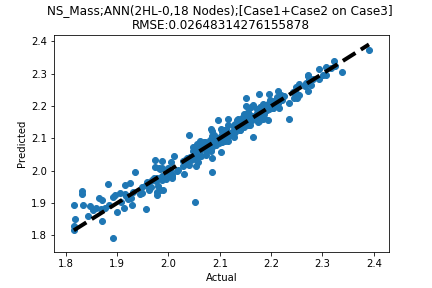 NS_Mass;ANN(2HL-0,18 Nodes);[Case1+Case2 on Case3]
RMSE:0.02648314276155878
2.4
2.3
2.2
2.1
2.0
1.9
1.8
Predicted
1.8 1.9 2.0 2.1 2.2 2.3 2.4
Actual